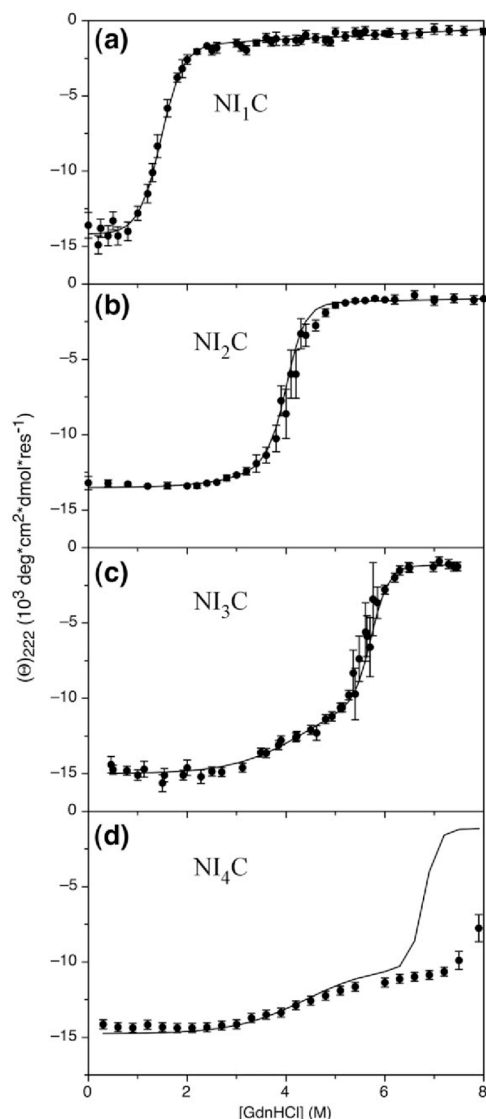 0
(a)
NI₁C
−5
−10
−15
0
(b)
NI₂C
−5
−10
−15
0
(c)
NI₃C
−5
−10
−15
0
(d)
NI₄C
−5
−10
−15
0 2 4 6 8
[GdnHCl] (M)
(Θ)₂₂₂ (10³ deg*cm²*dmol*res⁻¹)